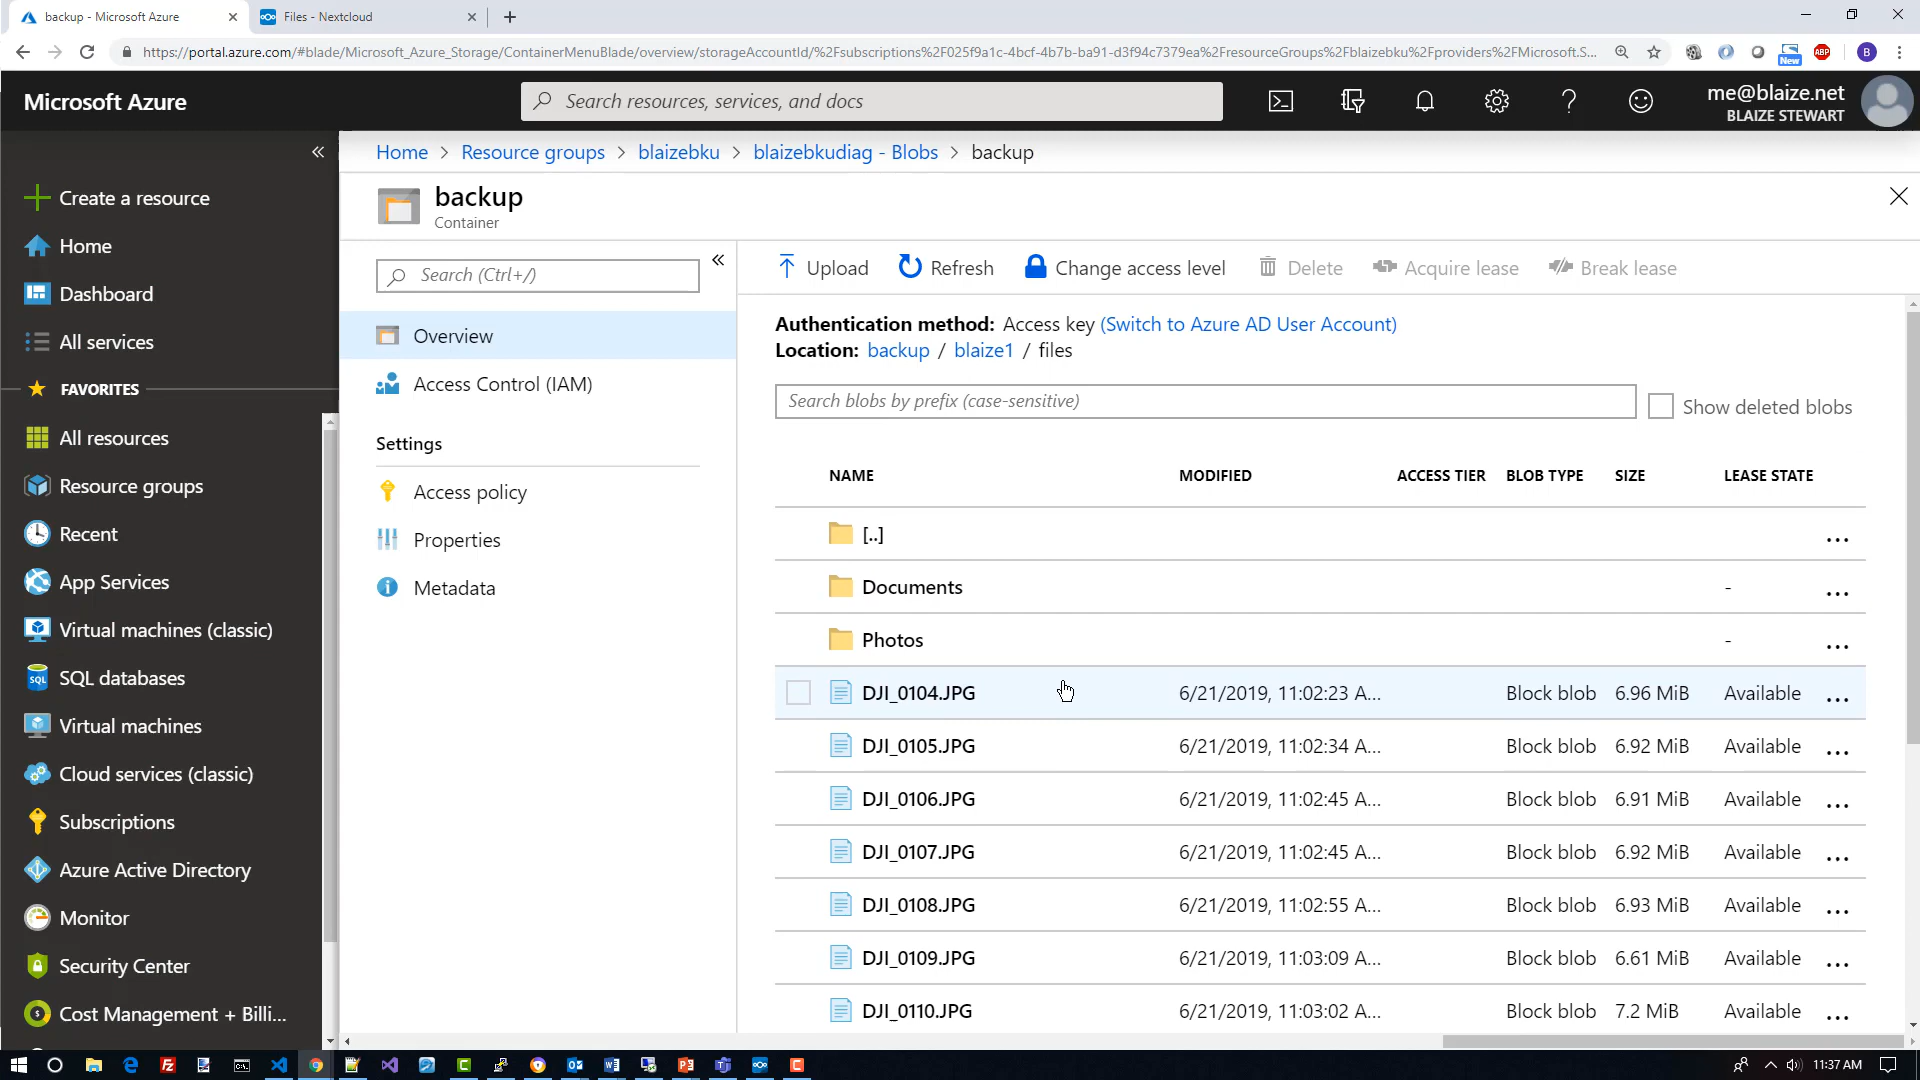 backup - Microsoft Azure
Files - Nextcloud
https://portal.azure.com/#blade/Microsoft_Azure_Storage/ContainerMenuBlade/overview/storageAccountId/%2Fsubscriptions%2F025f9a1c-4bcf-4b7b-ba91-d3f94c7379ea%2FresourceGroups%2Fblaizebku%2Fproviders%2FMicrosoft.S...
ABP
New
B
Microsoft Azure
Search resources, services, and docs
me@blaize.net
BLAIZE STEWART
Create a resource
Home
Dashboard
All services
FAVORITES
All resources
Resource groups
Recent
App Services
Virtual machines (classic)
SQL databases
Virtual machines
Cloud services (classic)
Subscriptions
Azure Active Directory
Monitor
Security Center
Cost Management + Billi...
Home > Resource groups > blaizebku > blaizebkudiag - Blobs > backup
backup
Container
Search (Ctrl+/)
Overview
Access Control (IAM)
Settings
Access policy
Properties
Metadata
Upload Refresh Change access level Delete Acquire lease Break lease
Authentication method: Access key (Switch to Azure AD User Account)
Location: backup / blaize1 / files
Search blobs by prefix (case-sensitive)
Show deleted blobs
NAME MODIFIED ACCESS TIER BLOB TYPE SIZE LEASE STATE
[..] ...
Documents - ...
Photos - ...
DJI_0104.JPG 6/21/2019, 11:02:23 A... Block blob 6.96 MiB Available ...
DJI_0105.JPG 6/21/2019, 11:02:34 A... Block blob 6.92 MiB Available ...
DJI_0106.JPG 6/21/2019, 11:02:45 A... Block blob 6.91 MiB Available ...
DJI_0107.JPG 6/21/2019, 11:02:45 A... Block blob 6.92 MiB Available ...
DJI_0108.JPG 6/21/2019, 11:02:55 A... Block blob 6.93 MiB Available ...
DJI_0109.JPG 6/21/2019, 11:03:09 A... Block blob 6.61 MiB Available ...
DJI_0110.JPG 6/21/2019, 11:03:02 A... Block blob 7.2 MiB Available ...
11:37 AM